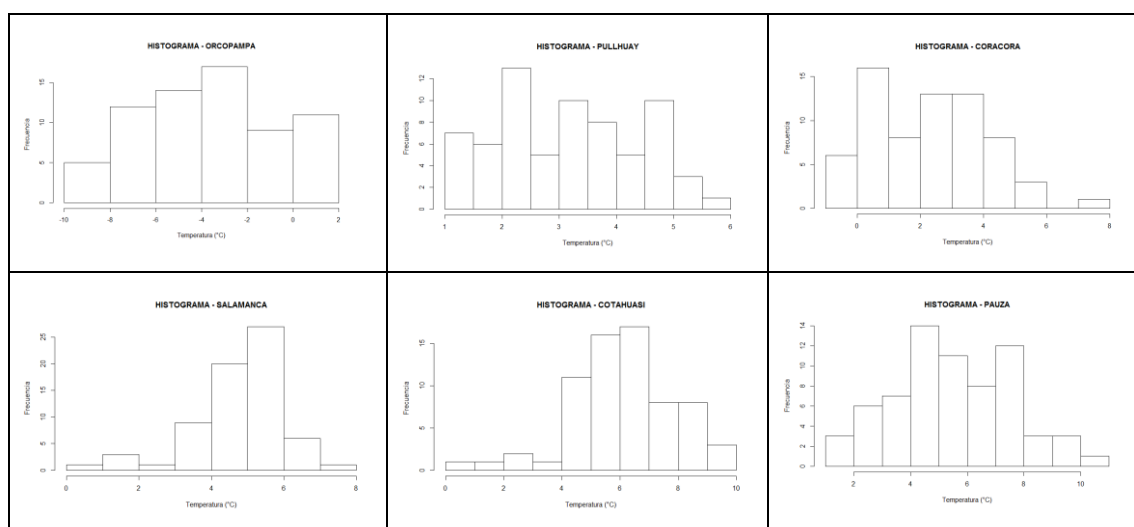 HISTOGRAMA - ORCOPAMPA
Frecuencia
0 5 10 15
-10 -8 -6 -4 -2 0 2
Temperatura (°C)
HISTOGRAMA - PULLHUAY
Frecuencia
0 2 4 6 8 10 12
1 2 3 4 5 6
Temperatura (°C)
HISTOGRAMA - CORACORA
Frecuencia
0 5 10 15
0 2 4 6 8
Temperatura (°C)
HISTOGRAMA - SALAMANCA
Frecuencia
0 5 10 15 20 25
0 2 4 6 8
Temperatura (°C)
HISTOGRAMA - COTAHUASI
Frecuencia
0 5 10 15
0 2 4 6 8 10
Temperatura (°C)
HISTOGRAMA - PAUZA
Frecuencia
0 2 4 6 8 10 12 14
2 4 6 8 10
Temperatura (°C)